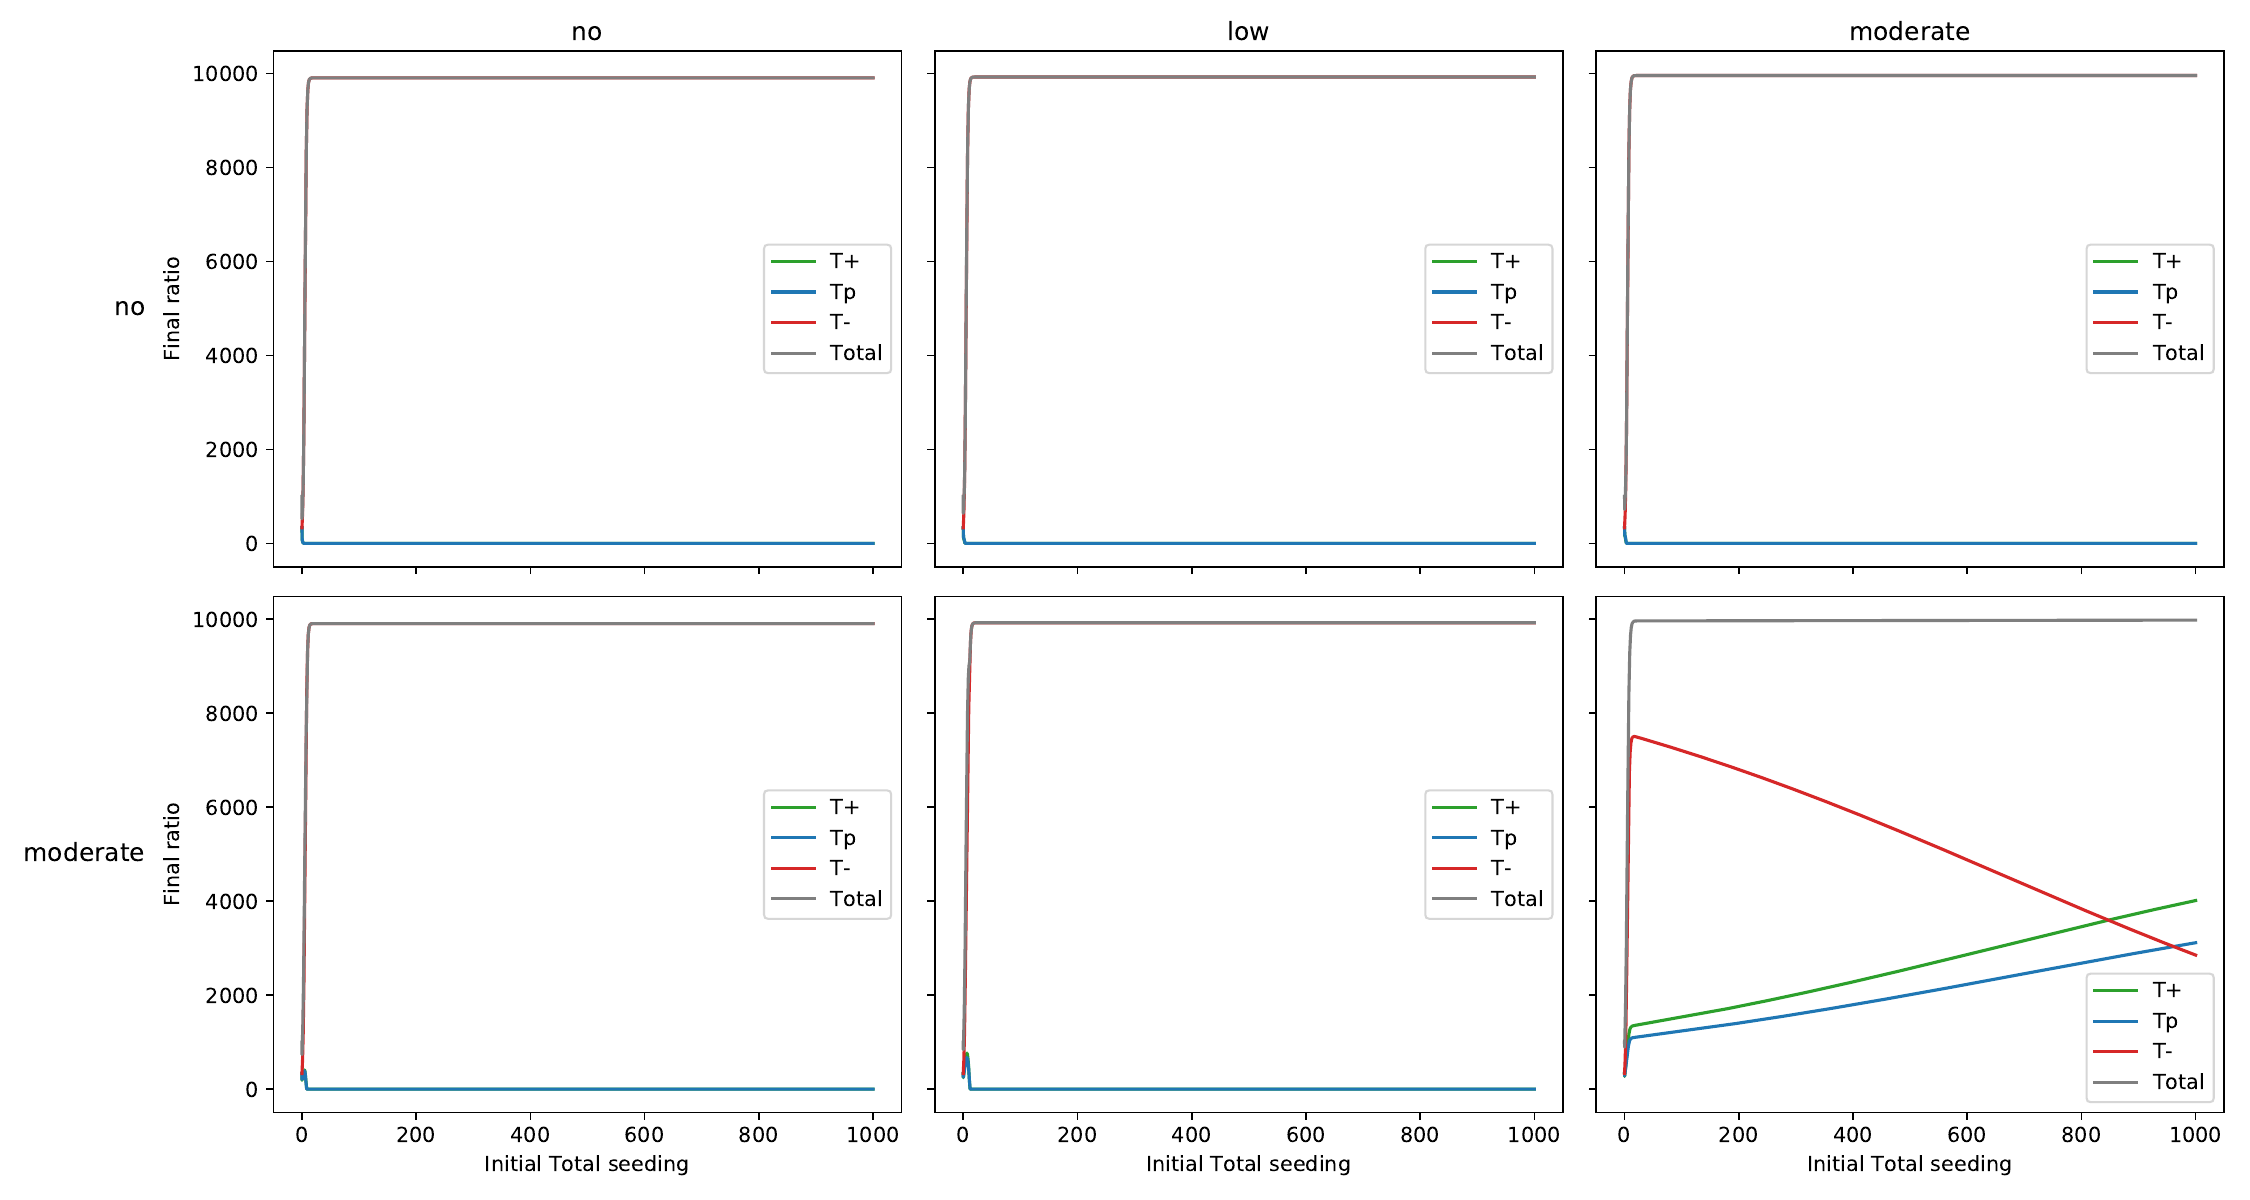 no low moderate
no
Final ratio
10000
8000
6000
4000
2000
0
T+
Tp
T-
Total
T+
Tp
T-
Total
T+
Tp
T-
Total
moderate
Final ratio
10000
8000
6000
4000
2000
0
T+
Tp
T-
Total
T+
Tp
T-
Total
T+
Tp
T-
Total
0 200 400 600 800 1000
Initial Total seeding
0 200 400 600 800 1000
Initial Total seeding
0 200 400 600 800 1000
Initial Total seeding